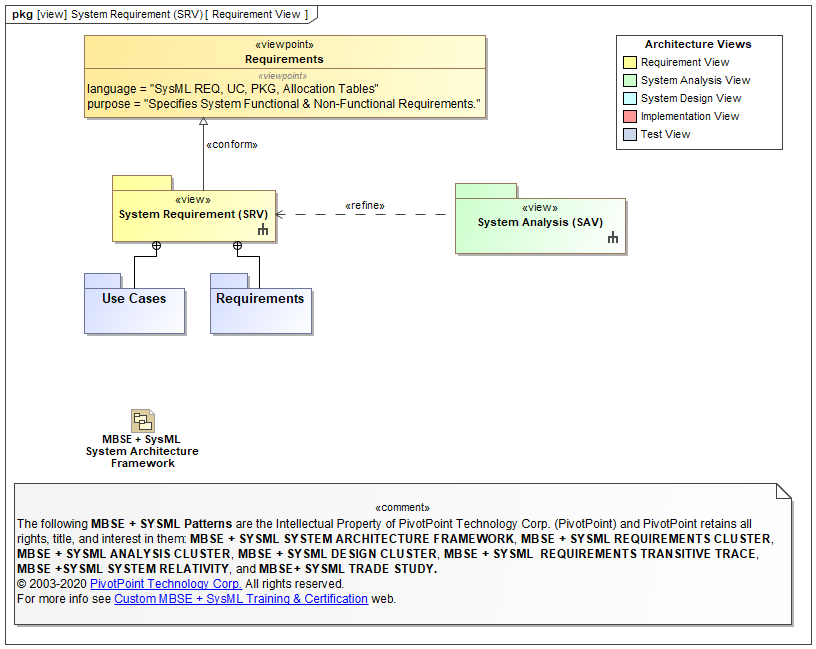 pkg [view] System Requirement (SRV) [ Requirement View ]
«viewpoint»
Requirements
«viewpoint»
language = "SysML REQ, UC, PKG, Allocation Tables"
purpose = "Specifies System Functional & Non-Functional Requirements."
Architecture Views
Requirement View
System Analysis View
System Design View
Implementation View
Test View
«conform»
«view»
System Requirement (SRV)
«refine»
«view»
System Analysis (SAV)
Use Cases
Requirements
MBSE + SysML
System Architecture
Framework
«comment»
The following MBSE + SYSML Patterns are the Intellectual Property of PivotPoint Technology Corp. (PivotPoint) and PivotPoint retains all
rights, title, and interest in them: MBSE + SYSML SYSTEM ARCHITECTURE FRAMEWORK, MBSE + SYSML REQUIREMENTS CLUSTER,
MBSE + SYSML ANALYSIS CLUSTER, MBSE + SYSML DESIGN CLUSTER, MBSE + SYSML  REQUIREMENTS TRANSITIVE TRACE,
MBSE +SYSML SYSTEM RELATIVITY, and MBSE+ SYSML TRADE STUDY.
© 2003-2020 PivotPoint Technology Corp. All rights reserved.
For more info see Custom MBSE + SysML Training & Certification web.